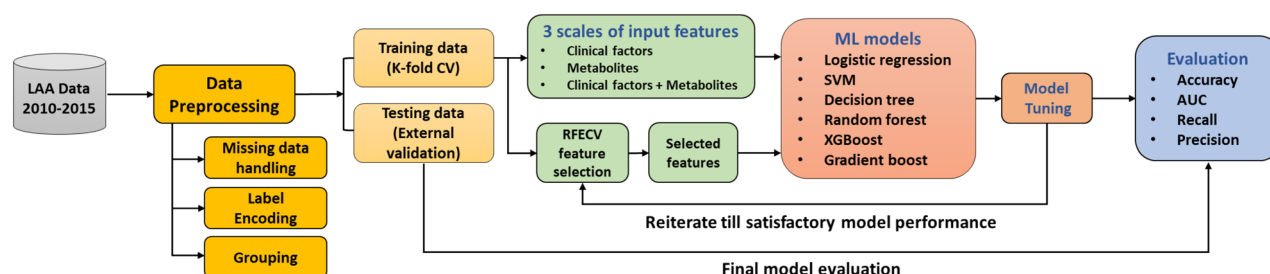 LAA Data
2010-2015
Data
Preprocessing
Missing data
handling
Label
Encoding
Grouping
Training data
(K-fold CV)
Testing data
(External
validation)
3 scales of input features
• Clinical factors
• Metabolites
• Clinical factors + Metabolites
RFECV
feature
selection
Selected
features
ML models
• Logistic regression
• SVM
• Decision tree
• Random forest
• XGBoost
• Gradient boost
Model
Tuning
Evaluation
• Accuracy
• AUC
• Recall
• Precision
Reiterate till satisfactory model performance
Final model evaluation